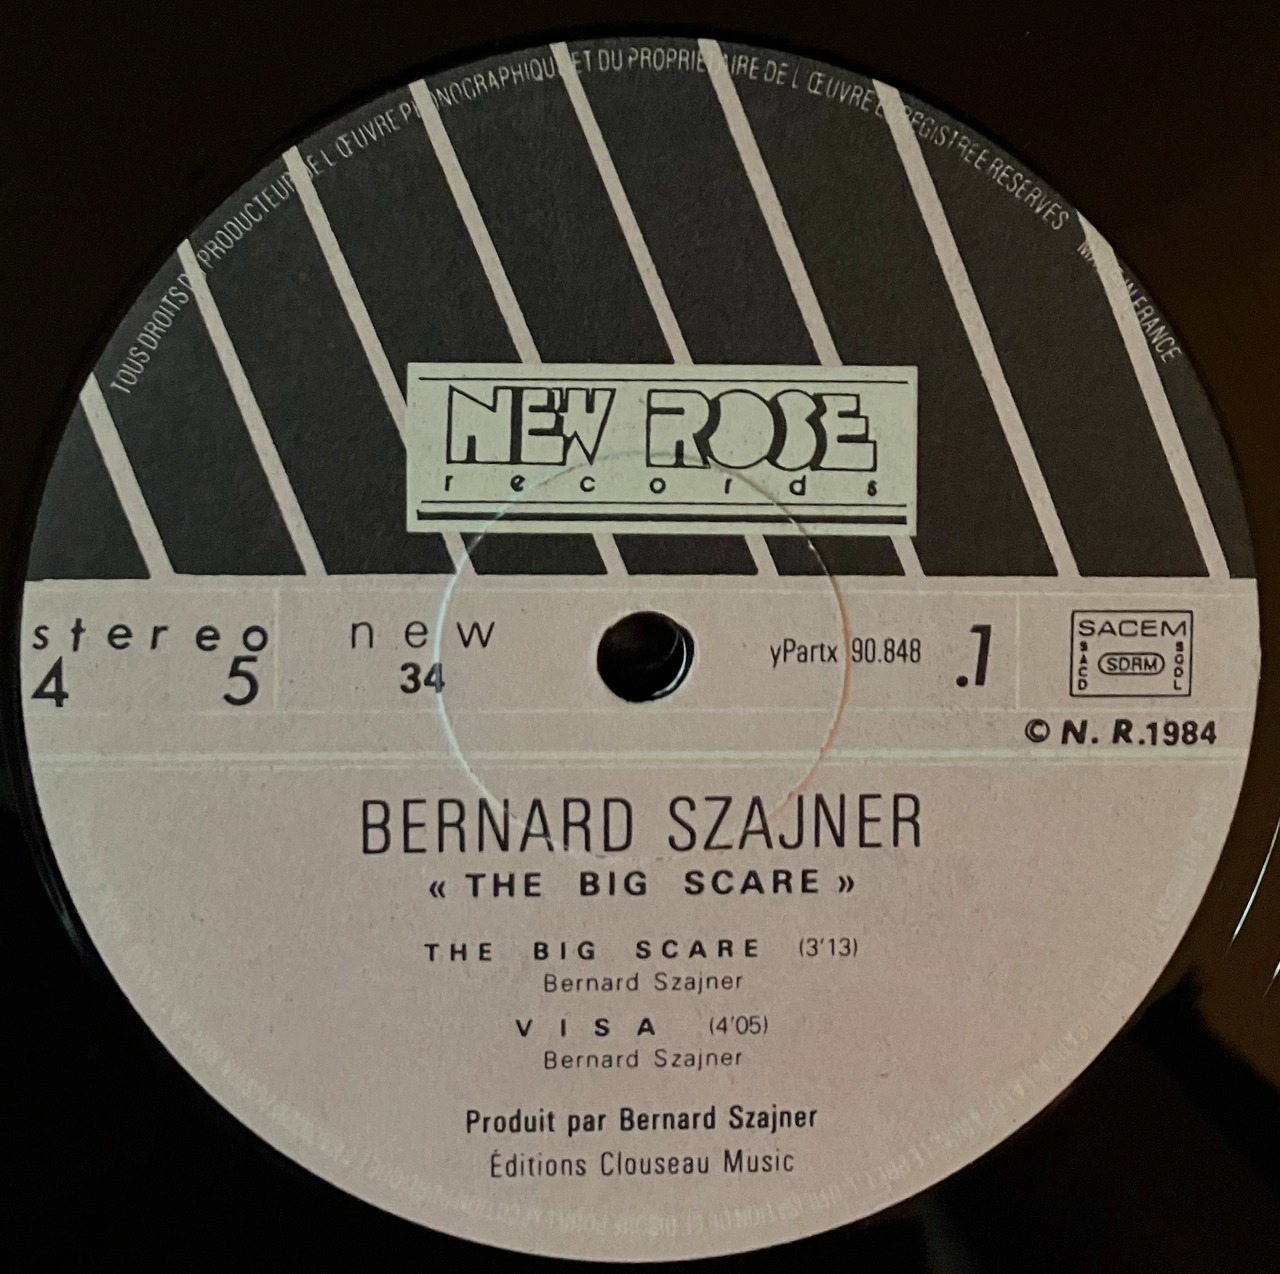 TOUS DROITS DU PRODUCTEUR DE L'ŒUVRE PHONOGRAPHIQUE ET DU PROPRIETAIRE DE L'ŒUVRE ENREGISTREE RESERVES MADE IN FRANCE
NEW ROSE
records
stereo
45
new
34
yPartx 90.848
.1
SACEM
SACD SDRM SGDL
© N. R.1984
BERNARD SZAJNER
« THE BIG SCARE »
THE BIG SCARE (3'13)
Bernard Szajner
VISA (4'05)
Bernard Szajner
Produit par Bernard Szajner
Éditions Clouseau Music